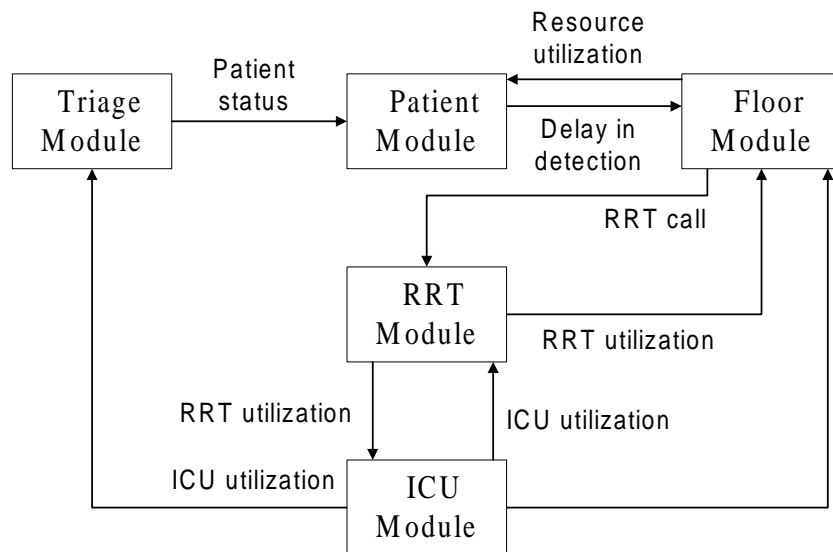 Resource
utilization
Patient
status
Triage
Module
Patient
Module
Floor
Module
Delay in
detection
RRT call
RRT
Module
RRT utilization
RRT utilization
ICU utilization
ICU utilization
ICU
Module